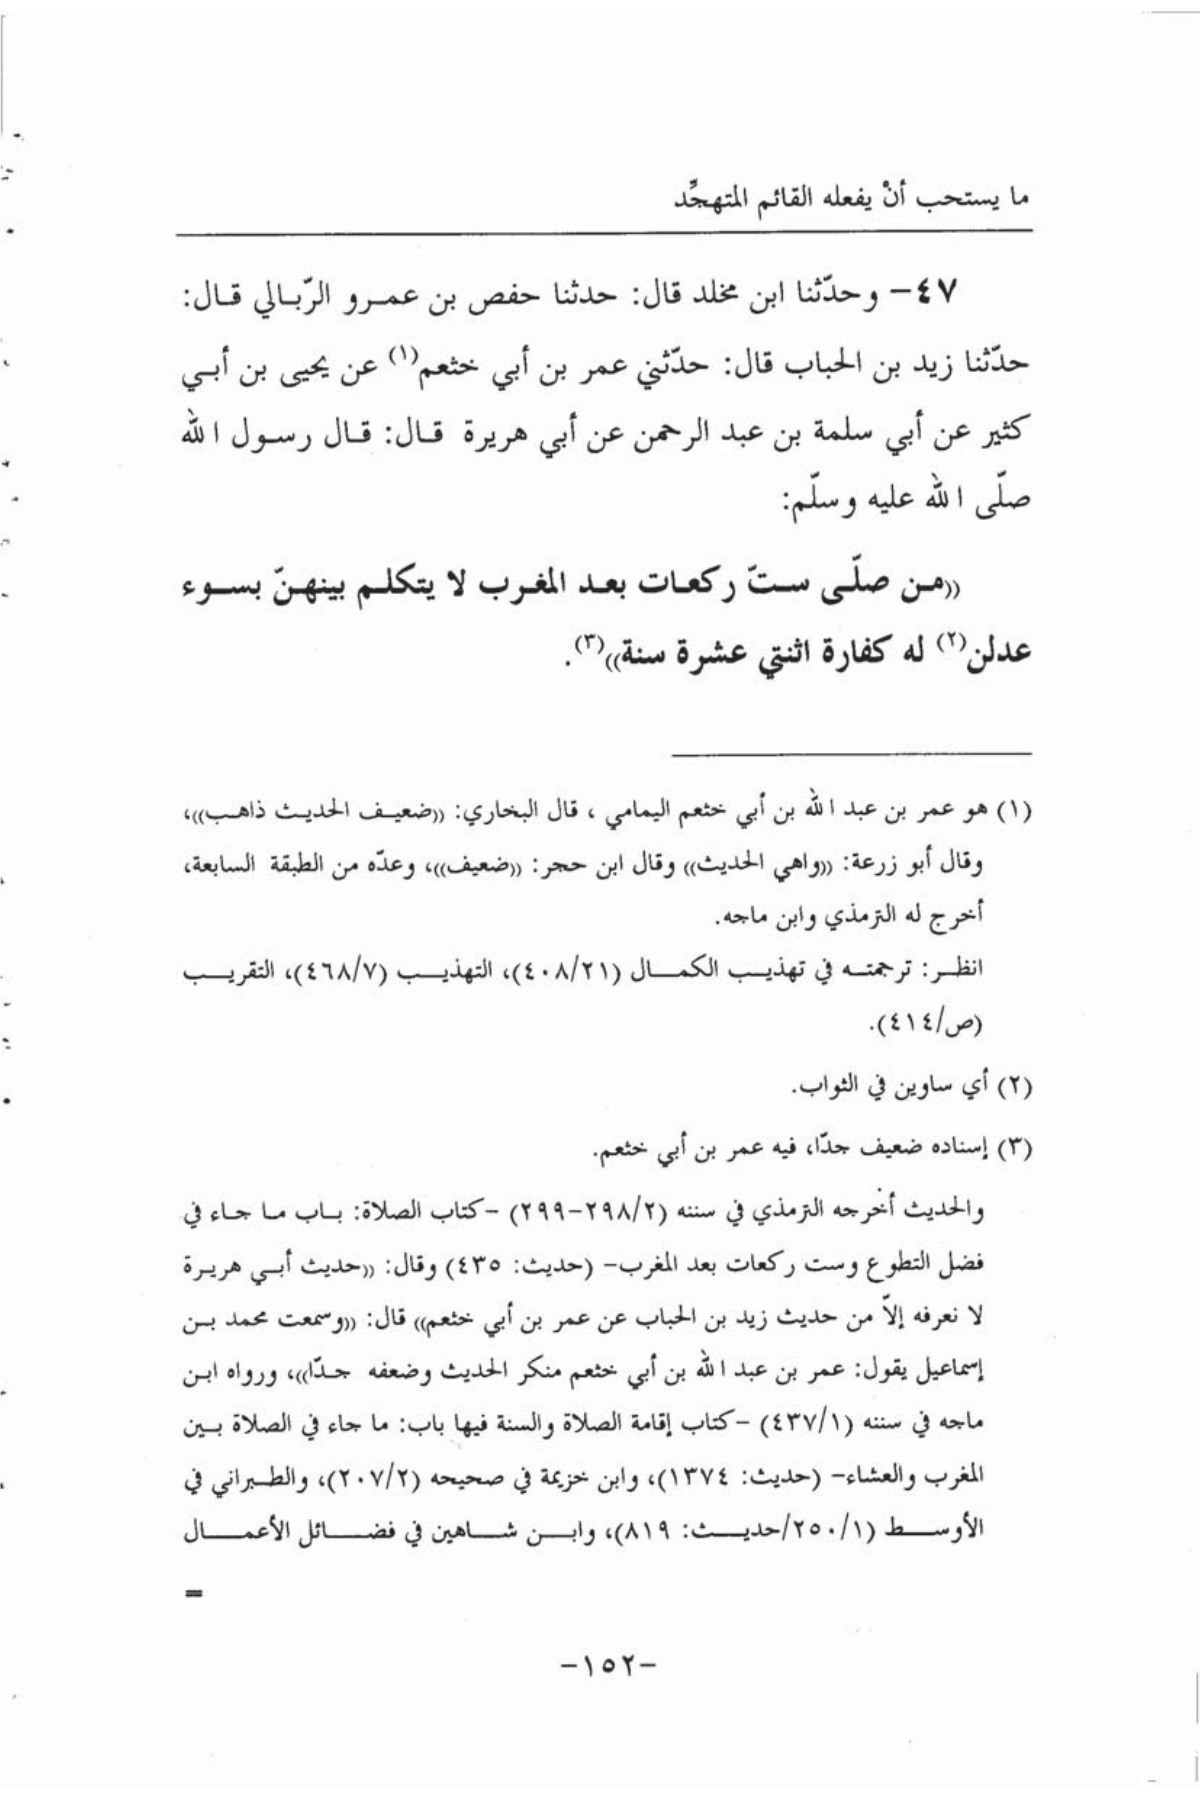 ما يستحب أنْ يفعله القائم المتهجِّد
٤٧- وحدّثنا ابن مخلد قال: حدثنا حفص بن عمرو الرّبالي قال:
حدّثنا زيد بن الحباب قال: حدّثني عمر بن أبي خثعم(١) عن يحيى بن أبي
كثير عن أبي سلمة بن عبد الرحمن عن أبي هريرة قال: قال رسول الله
صلّى الله عليه وسلّم:
((من صلّى ستّ ركعات بعد المغرب لا يتكلم بينهنّ بسوء
عدلن(٢) له كفارة اثنتي عشرة سنة))(٣).
(١) هو عمر بن عبد الله بن أبي خثعم اليمامي ، قال البخاري: ((ضعيف الحديث ذاهب))،
وقال أبو زرعة: ((واهي الحديث)) وقال ابن حجر: ((ضعيف))، وعدّه من الطبقة السابعة،
أخرج له الترمذي وابن ماجه.
انظر: ترجمته في تهذيب الكمال (٤٠٨/٢١)، التهذيب (٤٦٨/٧)، التقريب
(ص/٤١٤).
(٢) أي ساوين في الثواب.
(٣) إسناده ضعيف جدّا، فيه عمر بن أبي خثعم.
والحديث أخرجه الترمذي في سننه (٢٩٨/٢-٢٩٩) -كتاب الصلاة: باب ما جاء في
فضل التطوع وست ركعات بعد المغرب- (حديث: ٤٣٥) وقال: ((حديث أبي هريرة
لا نعرفه إلاّ من حديث زيد بن الحباب عن عمر بن أبي خثعم)) قال: ((وسمعت محمد بن
إسماعيل يقول: عمر بن عبد الله بن أبي خثعم منكر الحديث وضعفه جدّا))، ورواه ابن
ماجه في سننه (٤٣٧/١) -كتاب إقامة الصلاة والسنة فيها باب: ما جاء في الصلاة بين
المغرب والعشاء- (حديث: ١٣٧٤)، وابن خزيمة في صحيحه (٢٠٧/٢)، والطبراني في
الأوسط (٢٥٠/١/حديث: ٨١٩)، وابن شاهين في فضائل الأعمال
=
-١٥٢-